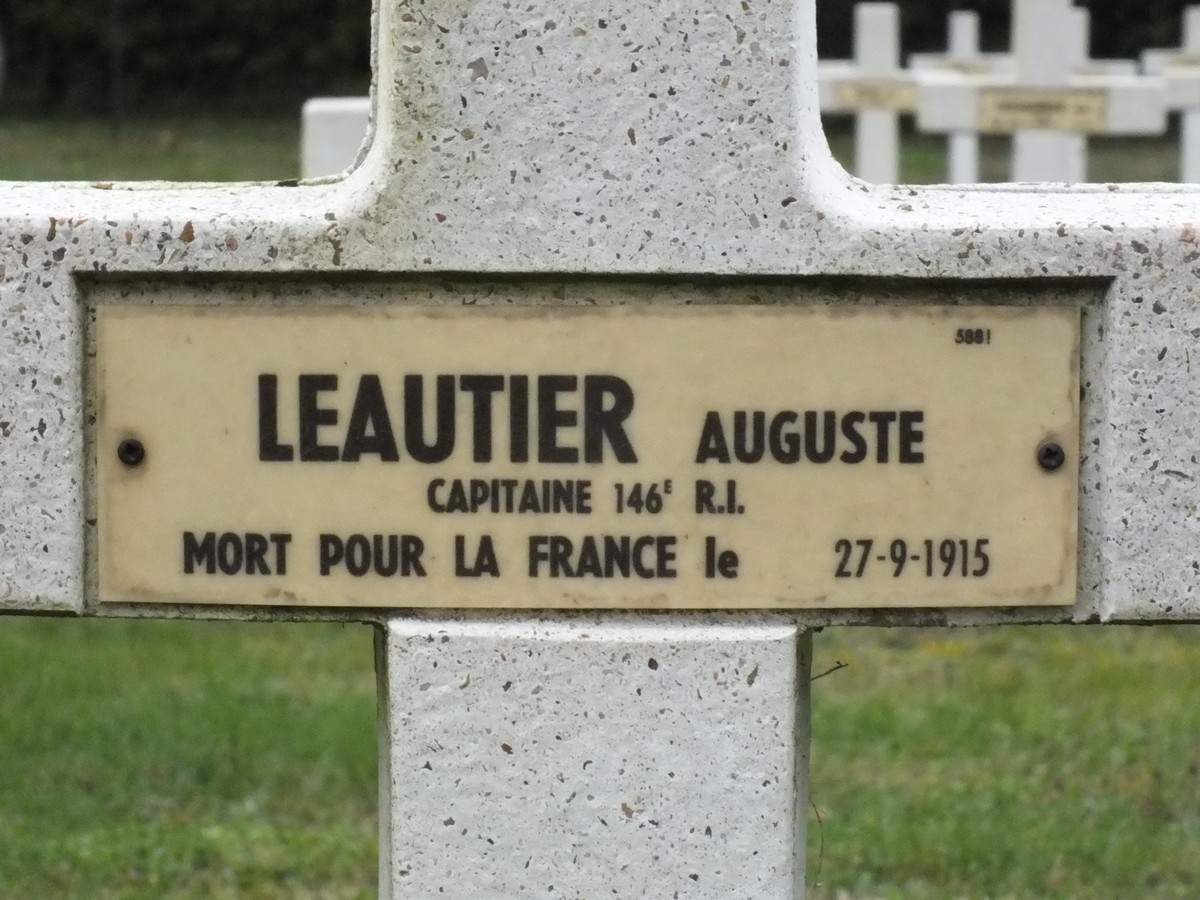 5881
LEAUTIER AUGUSTE
CAPITAINE 146E R.I.
MORT POUR LA FRANCE le 27-9-1915